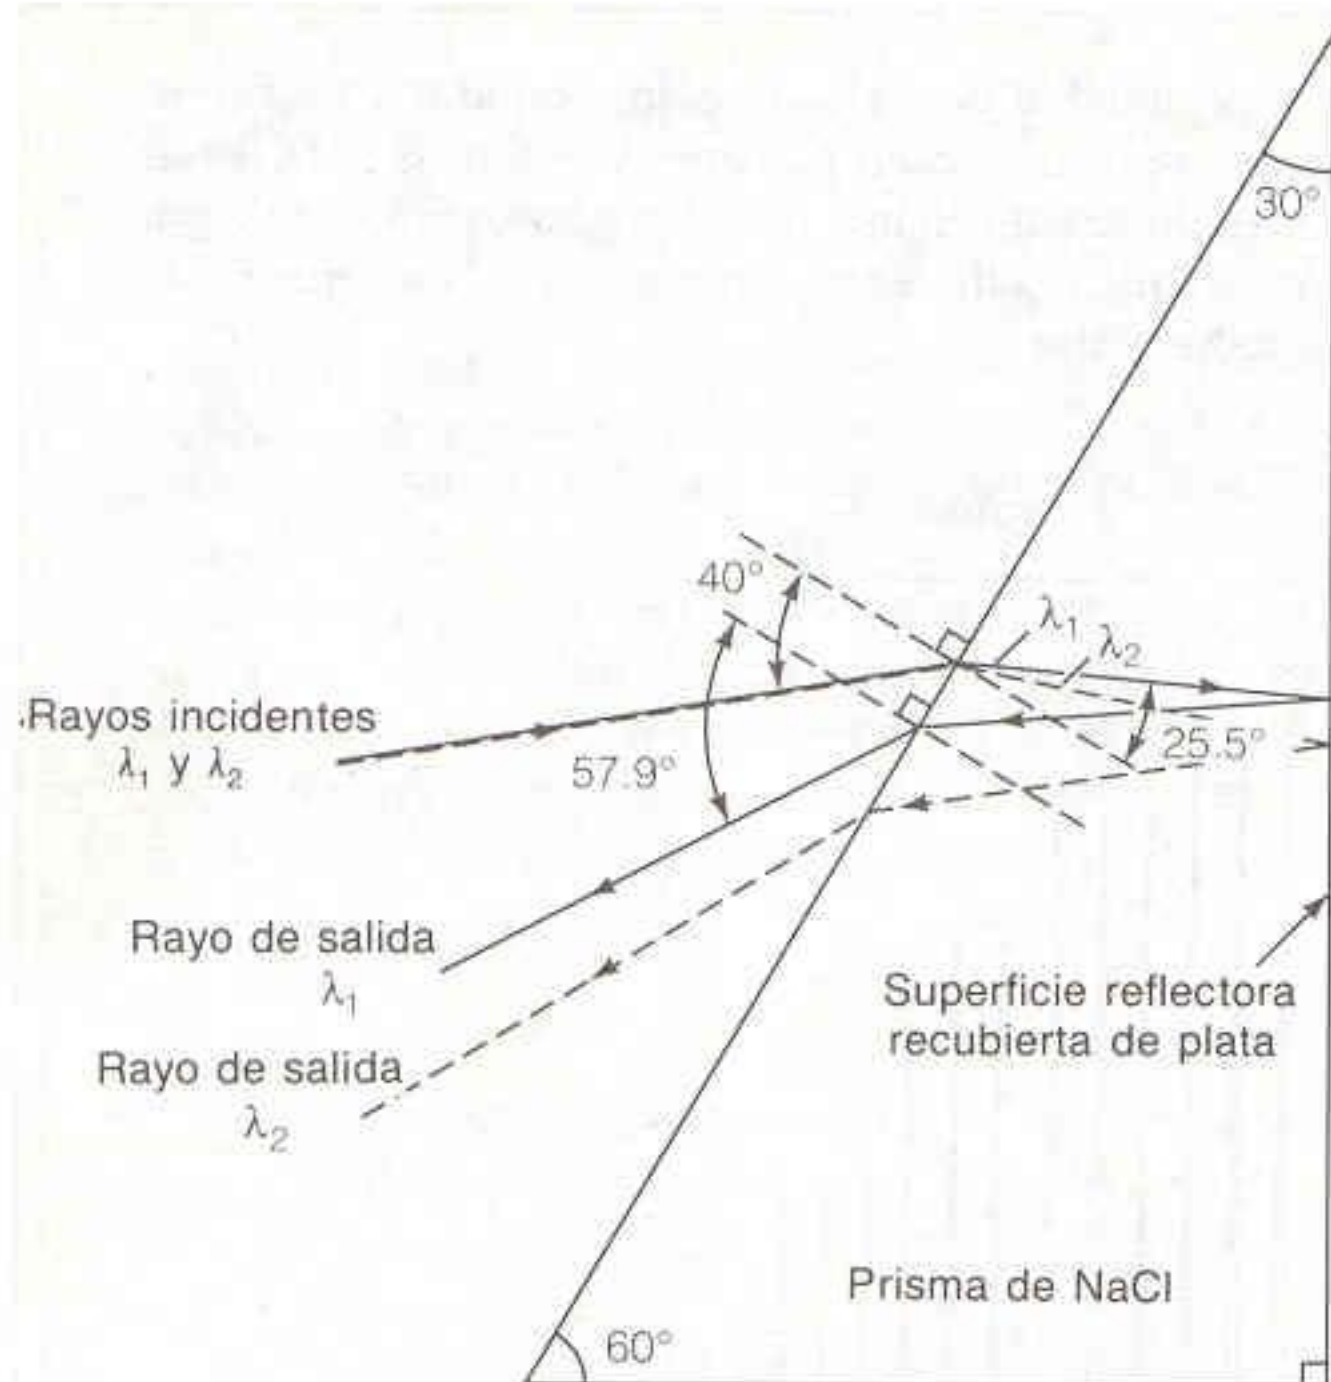 30°
40°
λ₁
λ₂
Rayos incidentes
λ₁ y λ₂
57.9°
25.5°
Rayo de salida
λ₁
Superficie reflectora
recubierta de plata
Rayo de salida
λ₂
Prisma de NaCl
60°